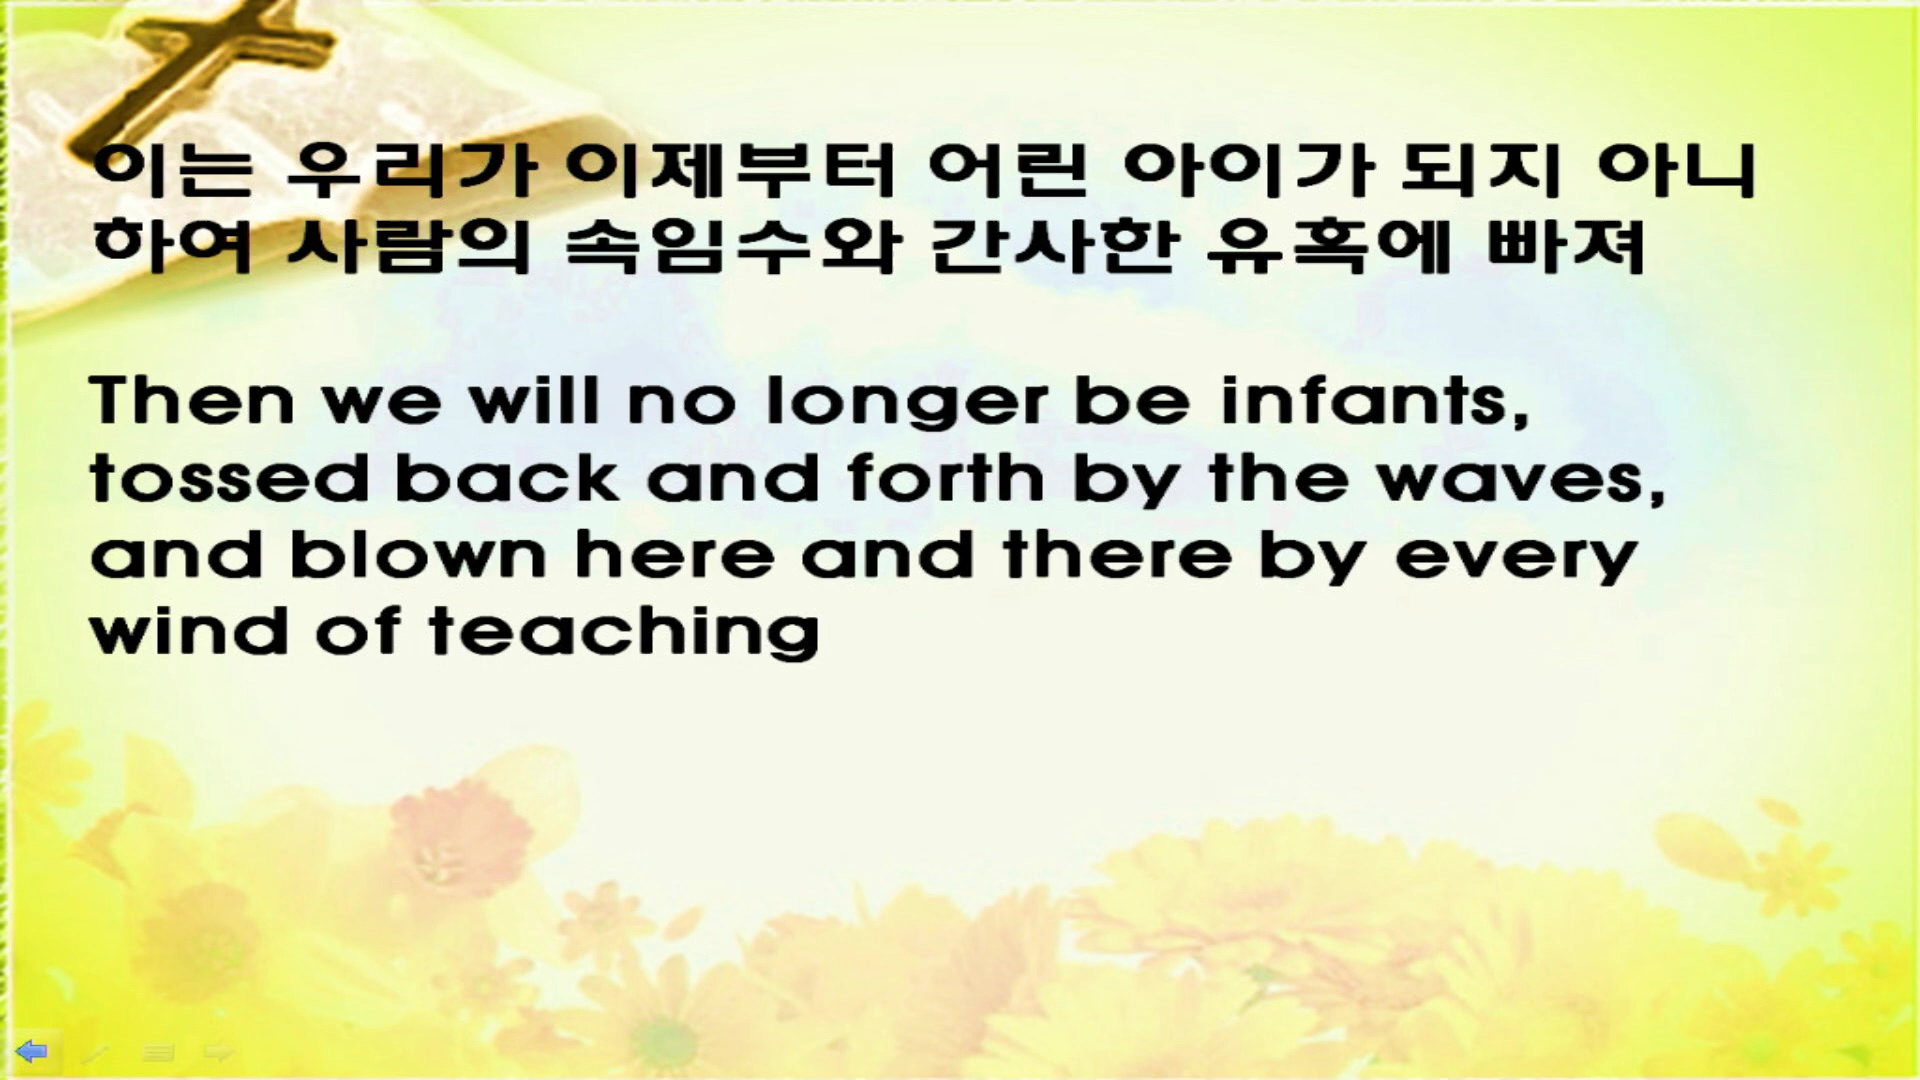 이는 우리가 이제부터 어린 아이가 되지 아니
하여 사람의 속임수와 간사한 유혹에 빠져
Then we will no longer be infants,
tossed back and forth by the waves,
and blown here and there by every
wind of teaching